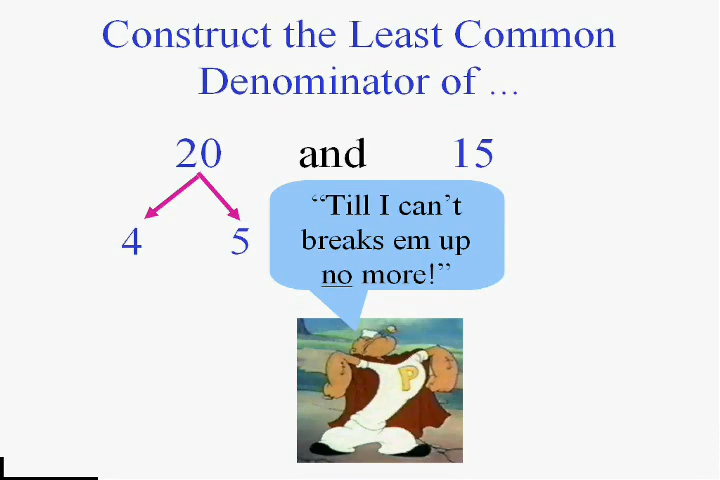 Construct the Least Common
Denominator of ...
20 and 15
4 5
“Till I can’t
breaks em up
no more!”
P